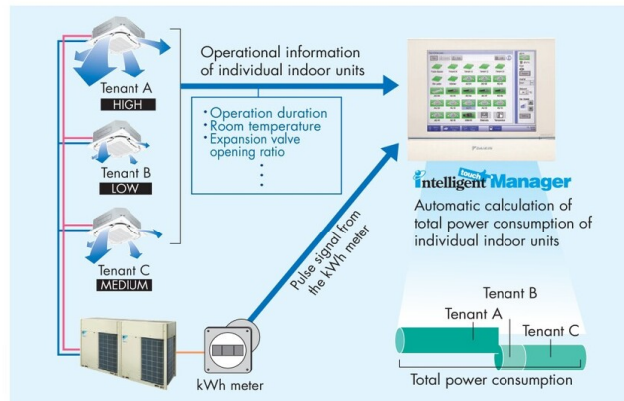 Tenant A
HIGH
Tenant B
LOW
Tenant C
MEDIUM
Operational information
of individual indoor units
• Operation duration
• Room temperature
• Expansion valve
opening ratio
Pulse signal from
the kWh meter
kWh meter
DAIKIN
intelligent touch Manager
Automatic calculation of
total power consumption of
individual indoor units
Tenant B
Tenant A
Tenant C
Total power consumption